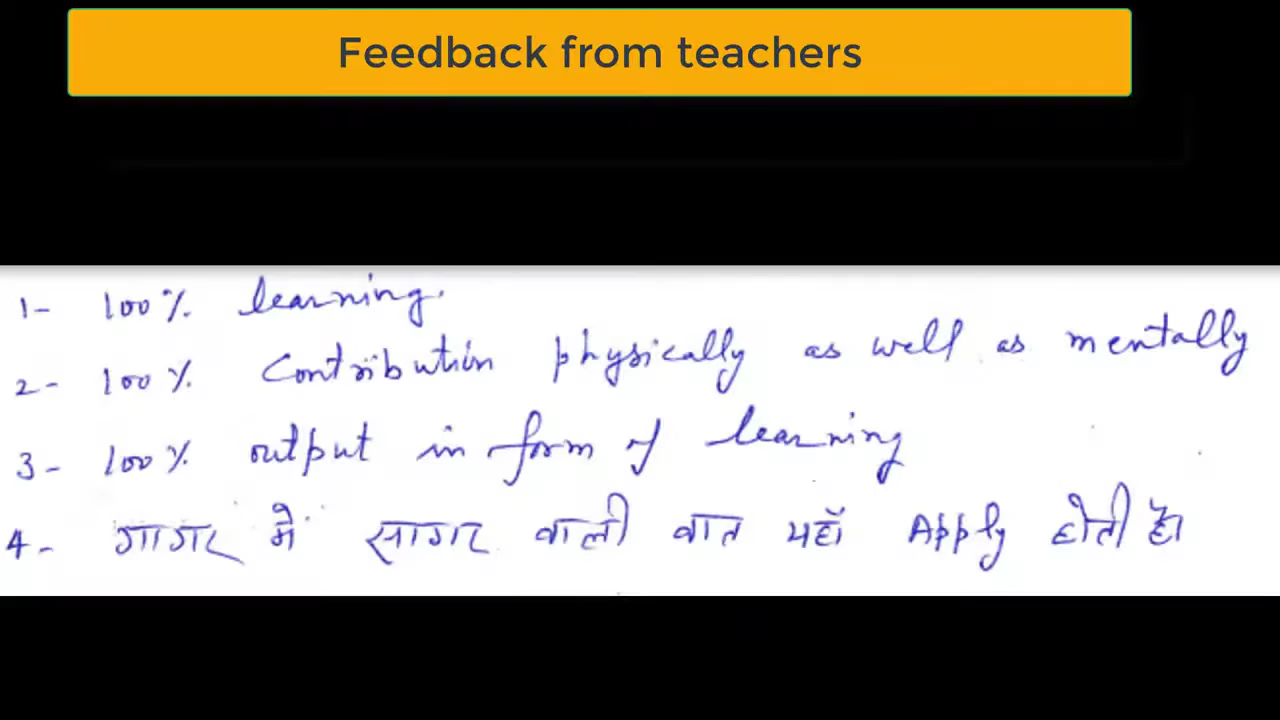 Feedback from teachers
1- 100% learning.
2- 100% Contribution physically as well as mentally
3- 100% output in form of learning
4- गागर मे सागर वाली बात यहाँ Apply होती है।